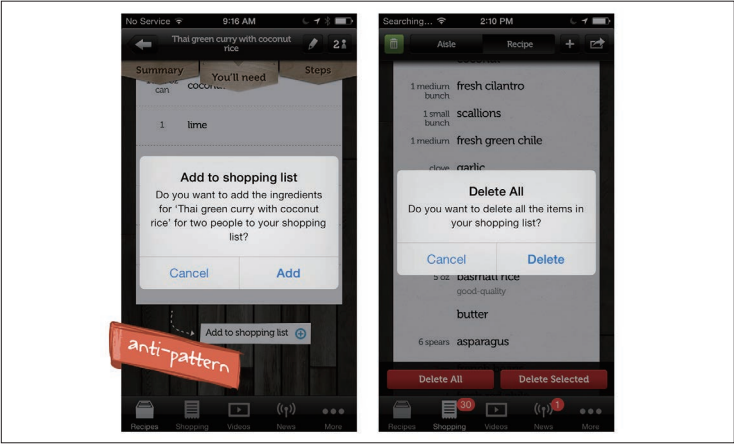 No Service 9:16 AM
Thai green curry with coconut
rice
2
Summary
You'll need
Steps
can
1 lime
Add to shopping list
Do you want to add the ingredients
for 'Thai green curry with coconut
rice' for two people to your shopping
list?
Cancel Add
Add to shopping list
anti-pattern
Recipes Shopping Videos News More
Searching... 2:10 PM
Aisle Recipe
1 medium fresh cilantro
bunch
1 small scallions
bunch
1 medium fresh green chile
clove garlic
Delete All
Do you want to delete all the items in
your shopping list?
Cancel Delete
5 oz basmati rice
good-quality
butter
6 spears asparagus
Delete All Delete Selected
30 1
Recipes Shopping Videos News More